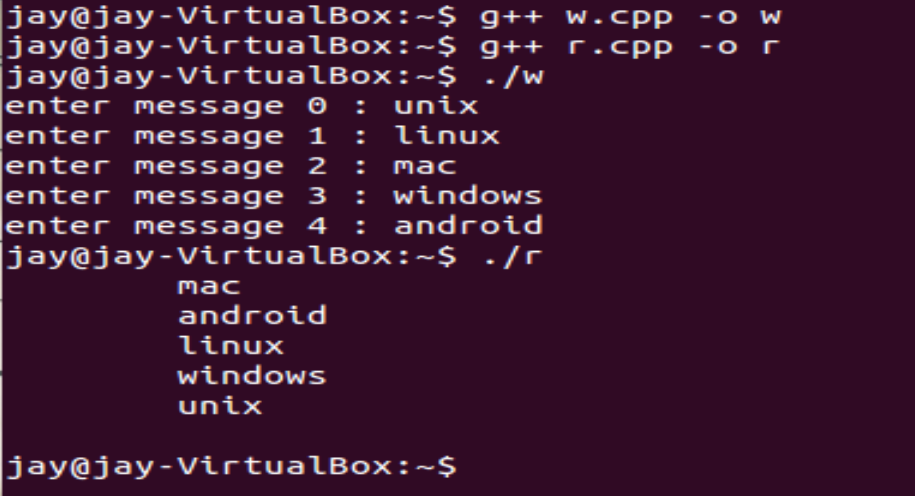 jay@jay-VirtualBox:~$ g++ w.cpp -o w
jay@jay-VirtualBox:~$ g++ r.cpp -o r
jay@jay-VirtualBox:~$ ./w
enter message 0 : unix
enter message 1 : linux
enter message 2 : mac
enter message 3 : windows
enter message 4 : android
jay@jay-VirtualBox:~$ ./r
mac
android
linux
windows
unix
jay@jay-VirtualBox:~$